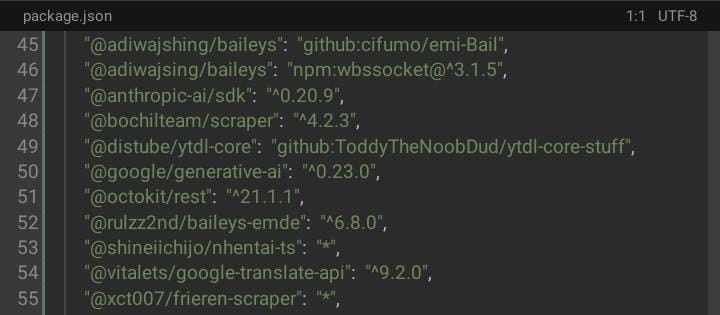 package.json 1:1 UTF-8
45 "@adiwajshing/baileys": "github:cifumo/emi-Bail",
46 "@adiwajsing/baileys": "npm:wbssocket@^3.1.5",
47 "@anthropic-ai/sdk": "^0.20.9",
48 "@bochilteam/scraper": "^4.2.3",
49 "@distube/ytdl-core": "github:ToddyTheNoobDud/ytdl-core-stuff",
50 "@google/generative-ai": "^0.23.0",
51 "@octokit/rest": "^21.1.1",
52 "@rulzz2nd/baileys-emde": "^6.8.0",
53 "@shineiichijo/nhentai-ts": "*",
54 "@vitalets/google-translate-api": "^9.2.0",
55 "@xct007/frieren-scraper": "*",